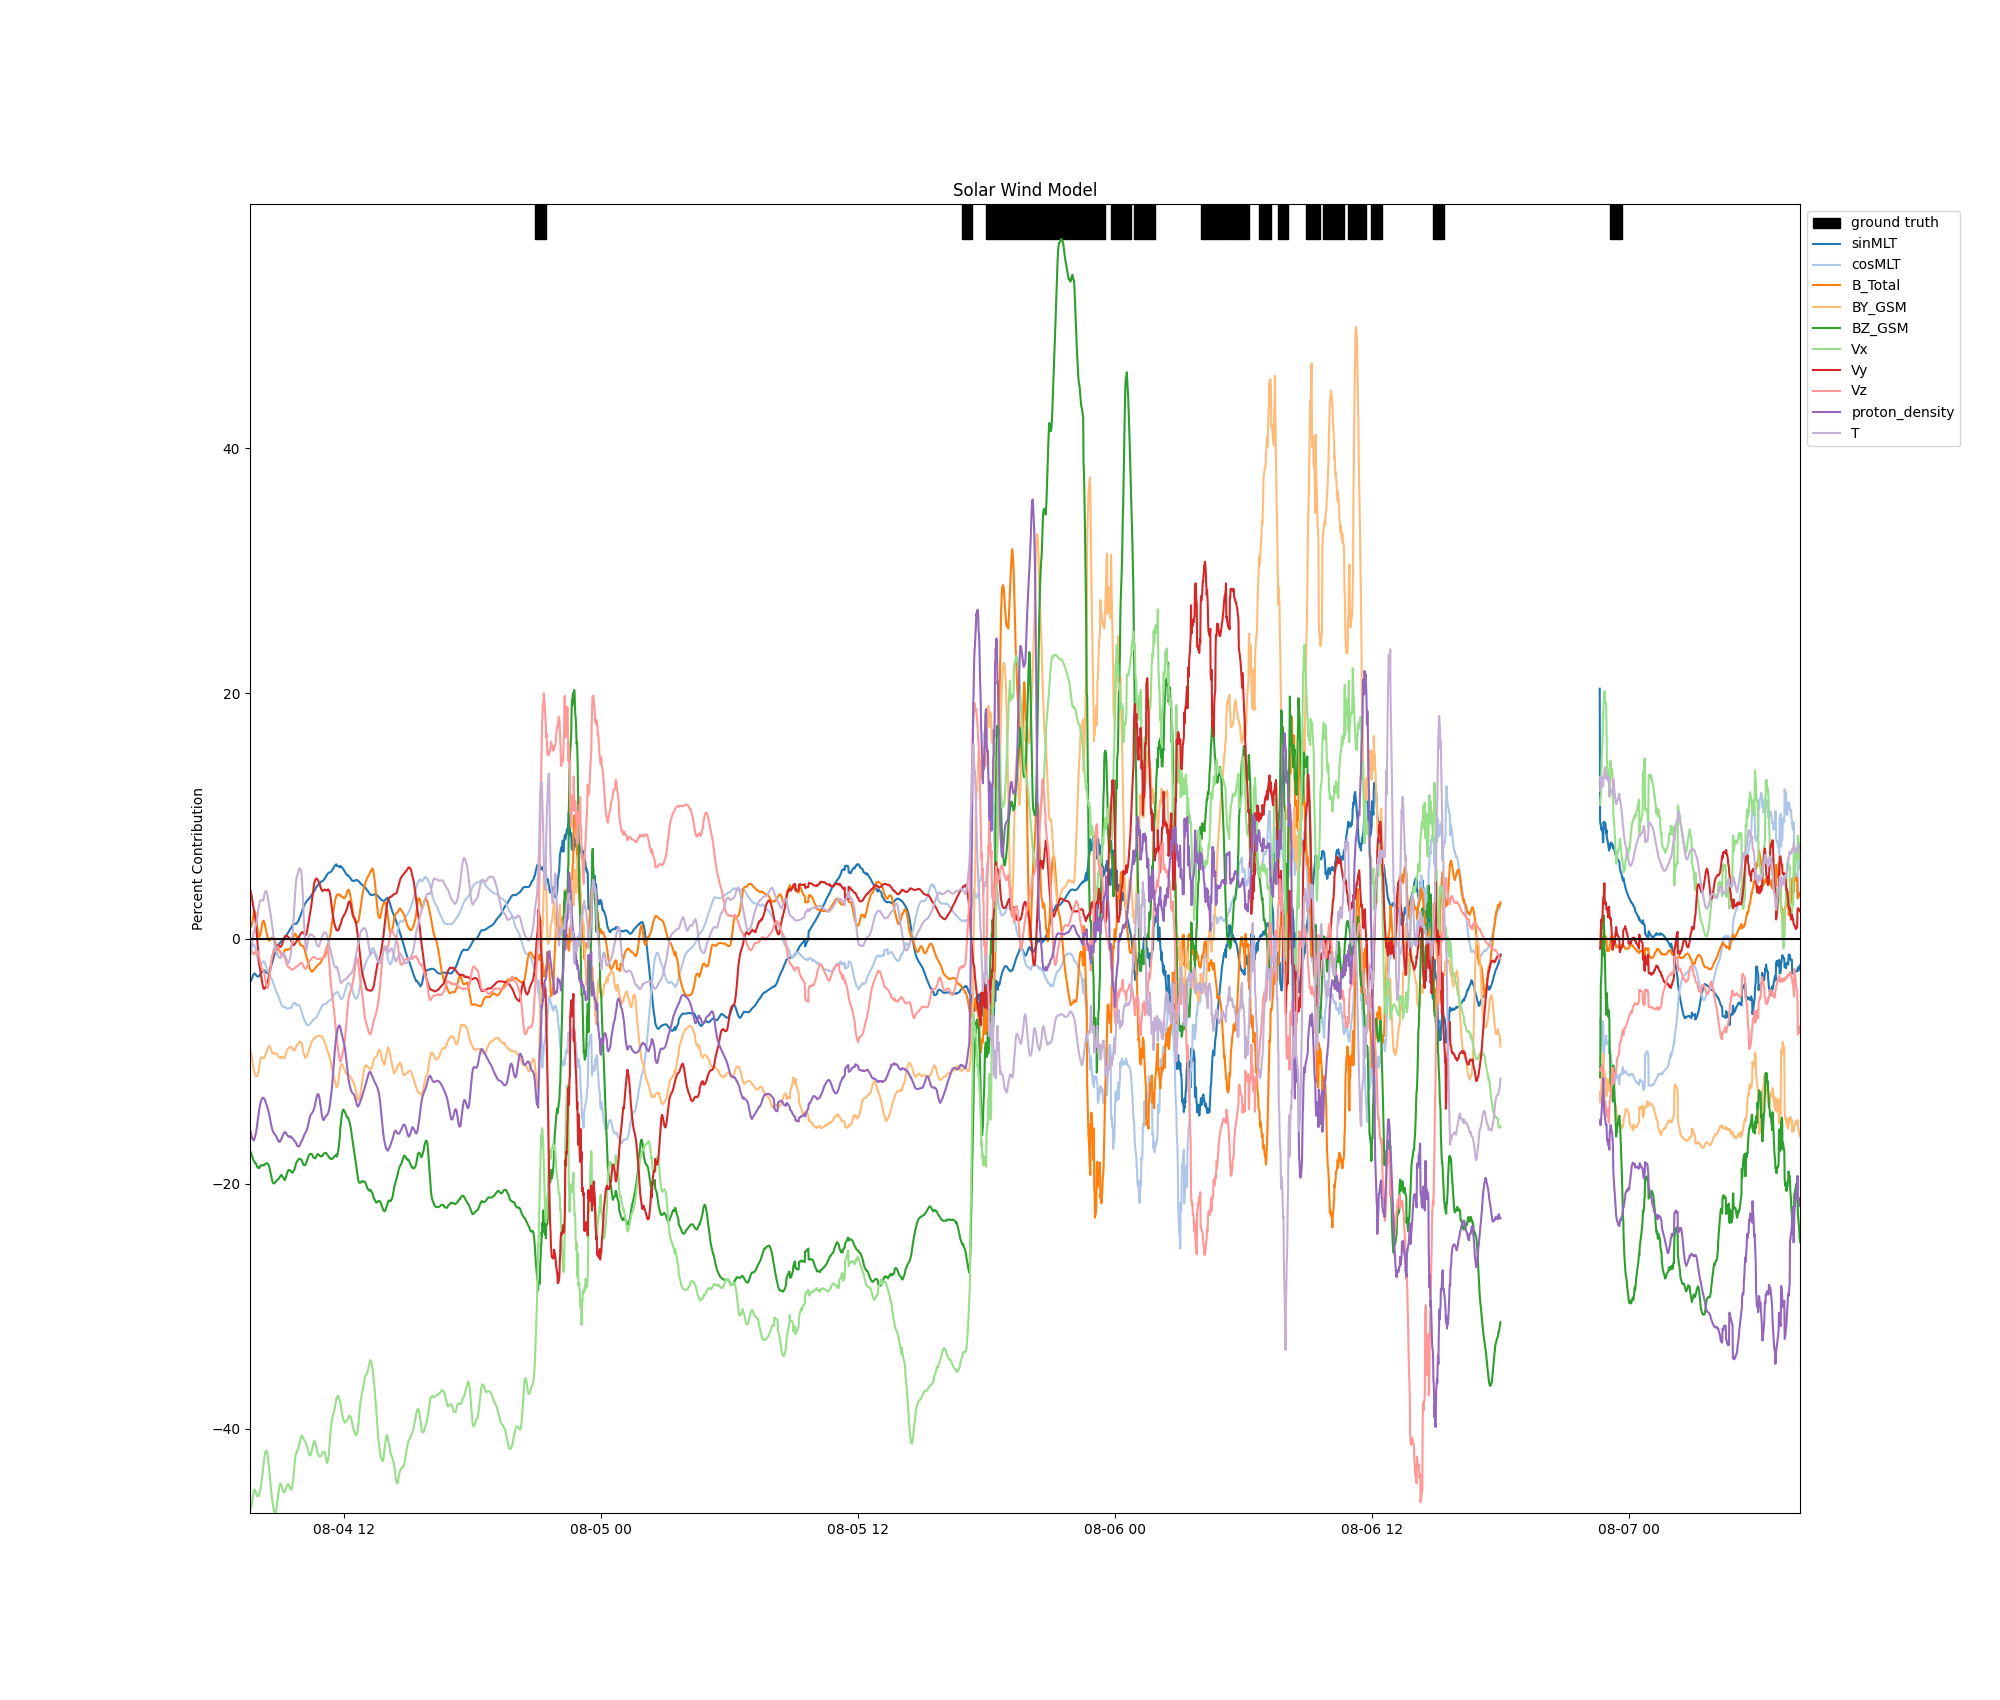 Solar Wind Model
ground truth
sinMLT
cosMLT
B_Total
BY_GSM
BZ_GSM
Vx
Vy
Vz
proton_density
T
Percent Contribution
40
20
0
−20
−40
08-04 12
08-05 00
08-05 12
08-06 00
08-06 12
08-07 00